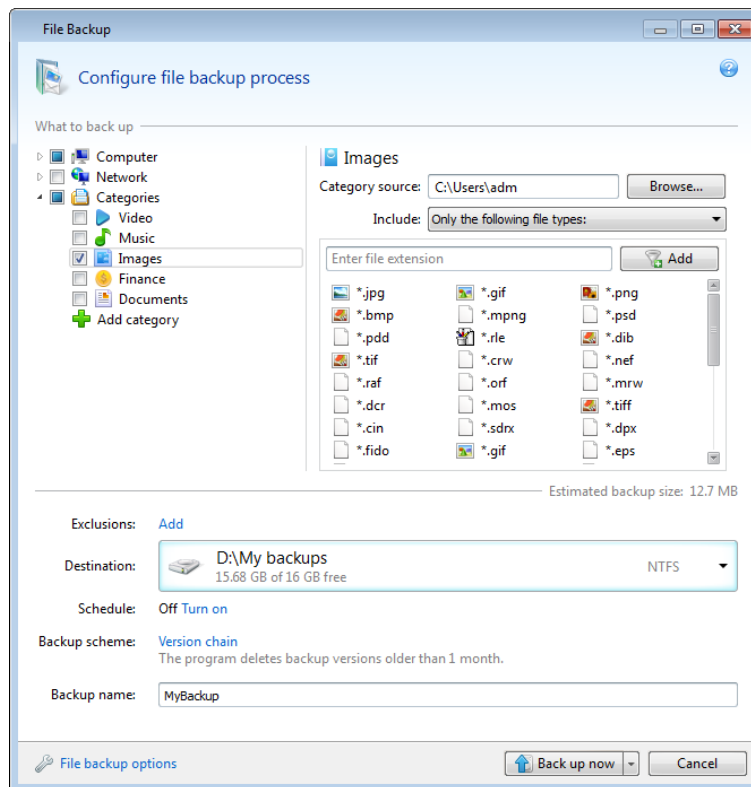 File Backup
Configure file backup process
What to back up
Computer
Network
Categories
Video
Music
Images
Finance
Documents
Add category
Images
Category source: C:\Users\adm Browse...
Include: Only the following file types:
Enter file extension Add
*.jpg *.gif *.png
*.bmp *.mpng *.psd
*.pdd *.rle *.dib
*.tif *.crw *.nef
*.raf *.orf *.mrw
*.dcr *.mos *.tiff
*.cin *.sdrx *.dpx
*.fido *.gif *.eps
Estimated backup size: 12.7 MB
Exclusions: Add
Destination: D:\My backups
15.68 GB of 16 GB free NTFS
Schedule: Off Turn on
Backup scheme: Version chain
The program deletes backup versions older than 1 month.
Backup name: MyBackup
File backup options Back up now Cancel